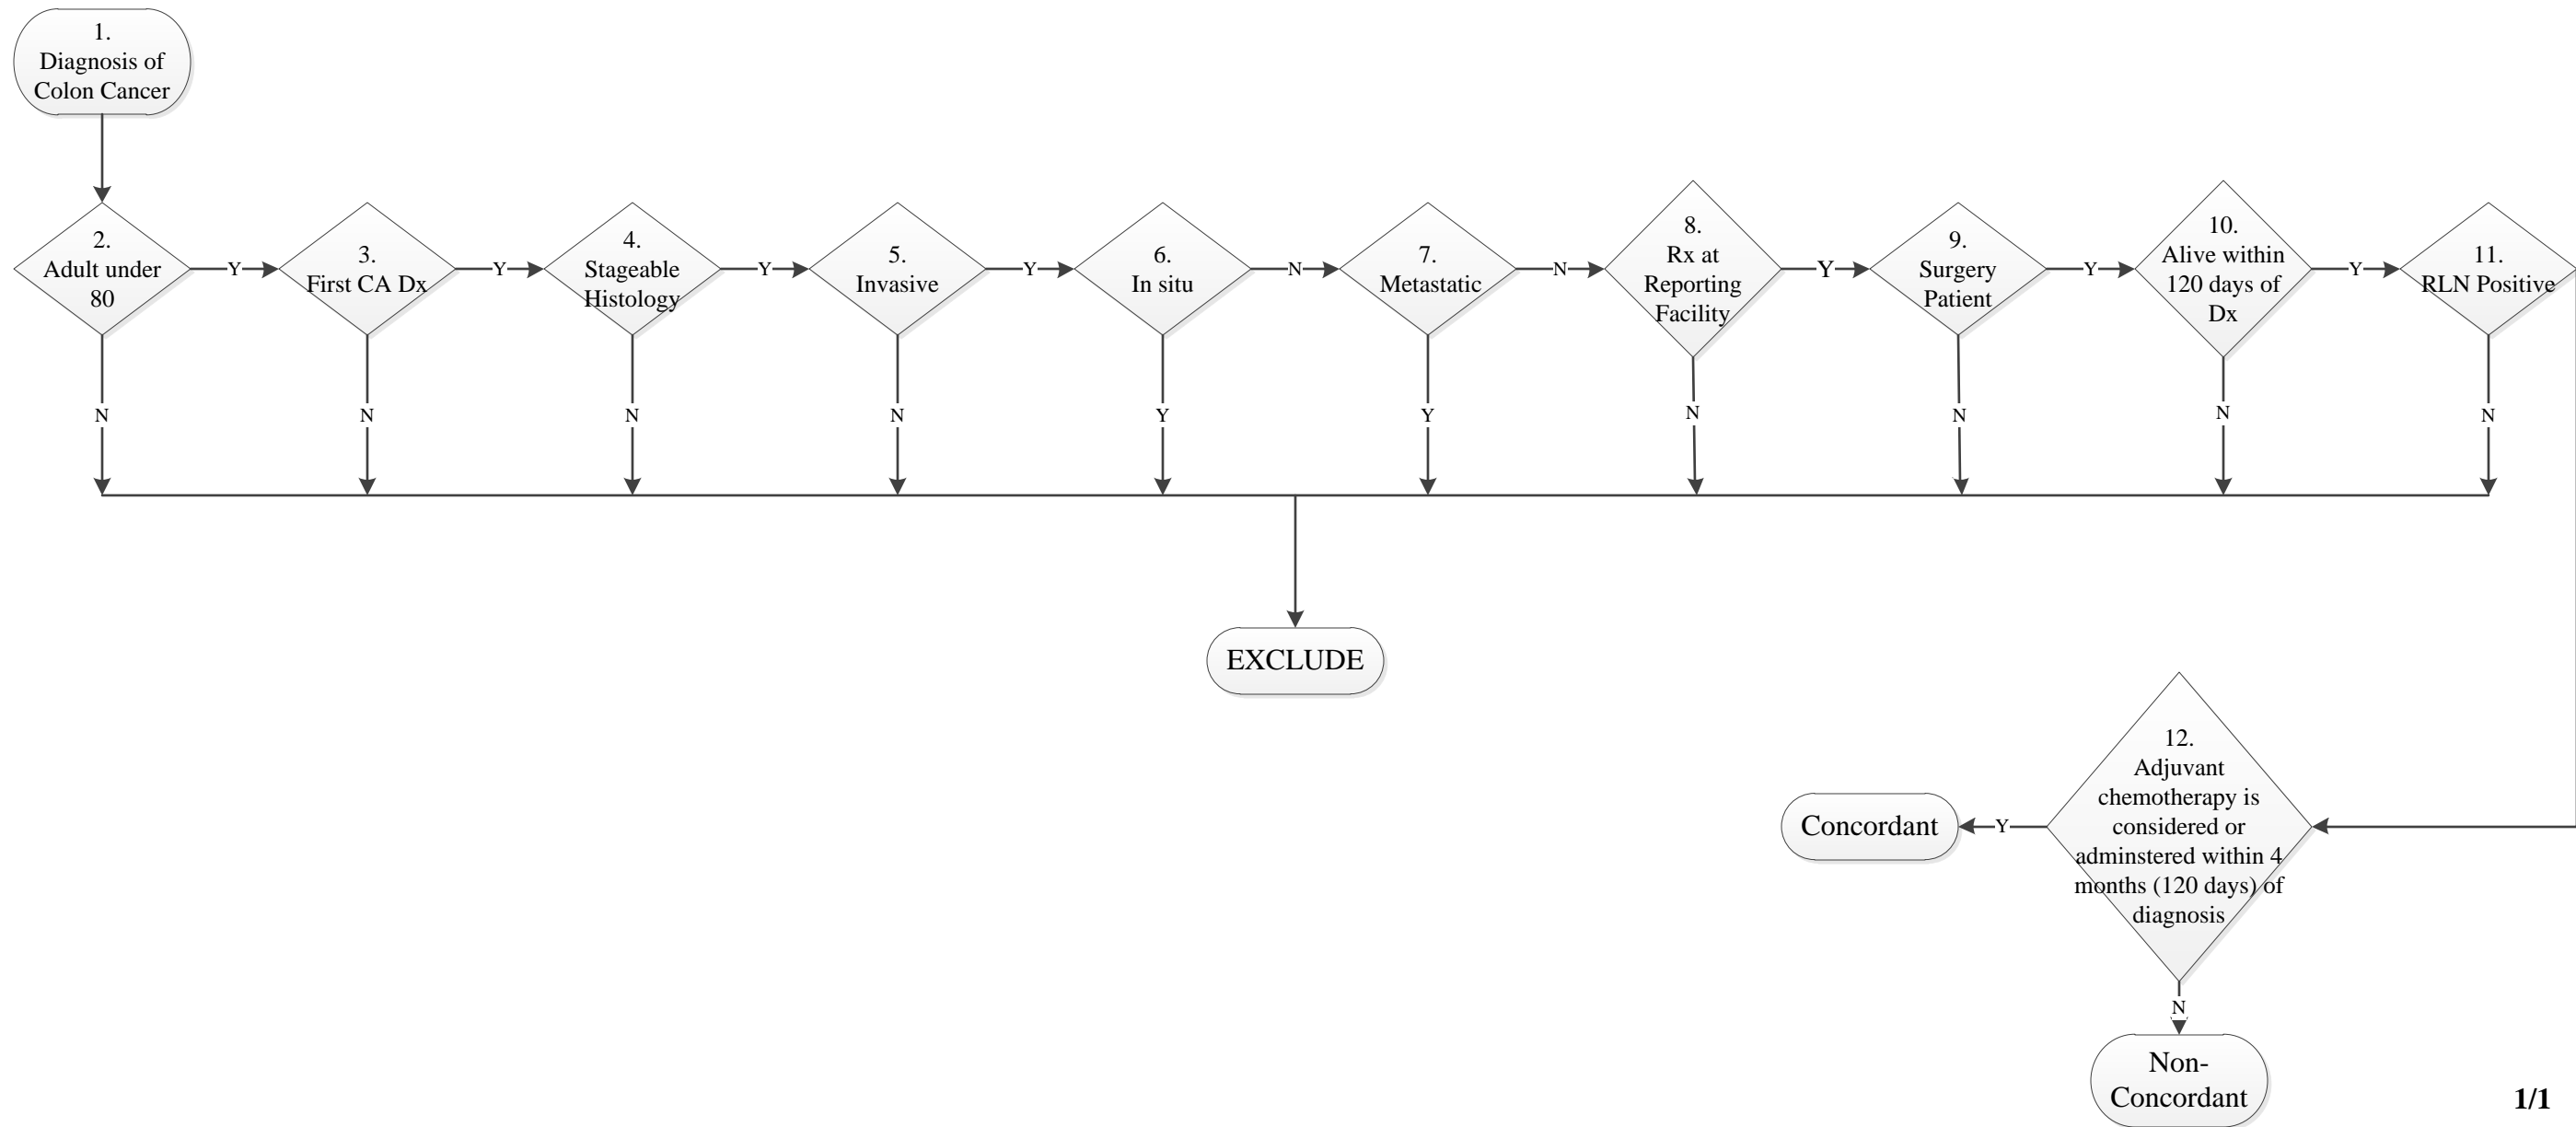 1.
Diagnosis of
Colon Cancer
2.
Adult under
80
Y
3.
First CA Dx
Y
4.
Stageable
Histology
Y
5.
Invasive
Y
6.
In situ
N
7.
Metastatic
N
8.
Rx at
Reporting
Facility
Y
9.
Surgery
Patient
Y
10.
Alive within
120 days of
Dx
Y
11.
RLN Positive
N
N
N
N
Y
Y
N
N
N
N
EXCLUDE
12.
Adjuvant
chemotherapy is
considered or
adminstered within 4
months (120 days) of
diagnosis
Y
Concordant
N
Non-
Concordant
1/1